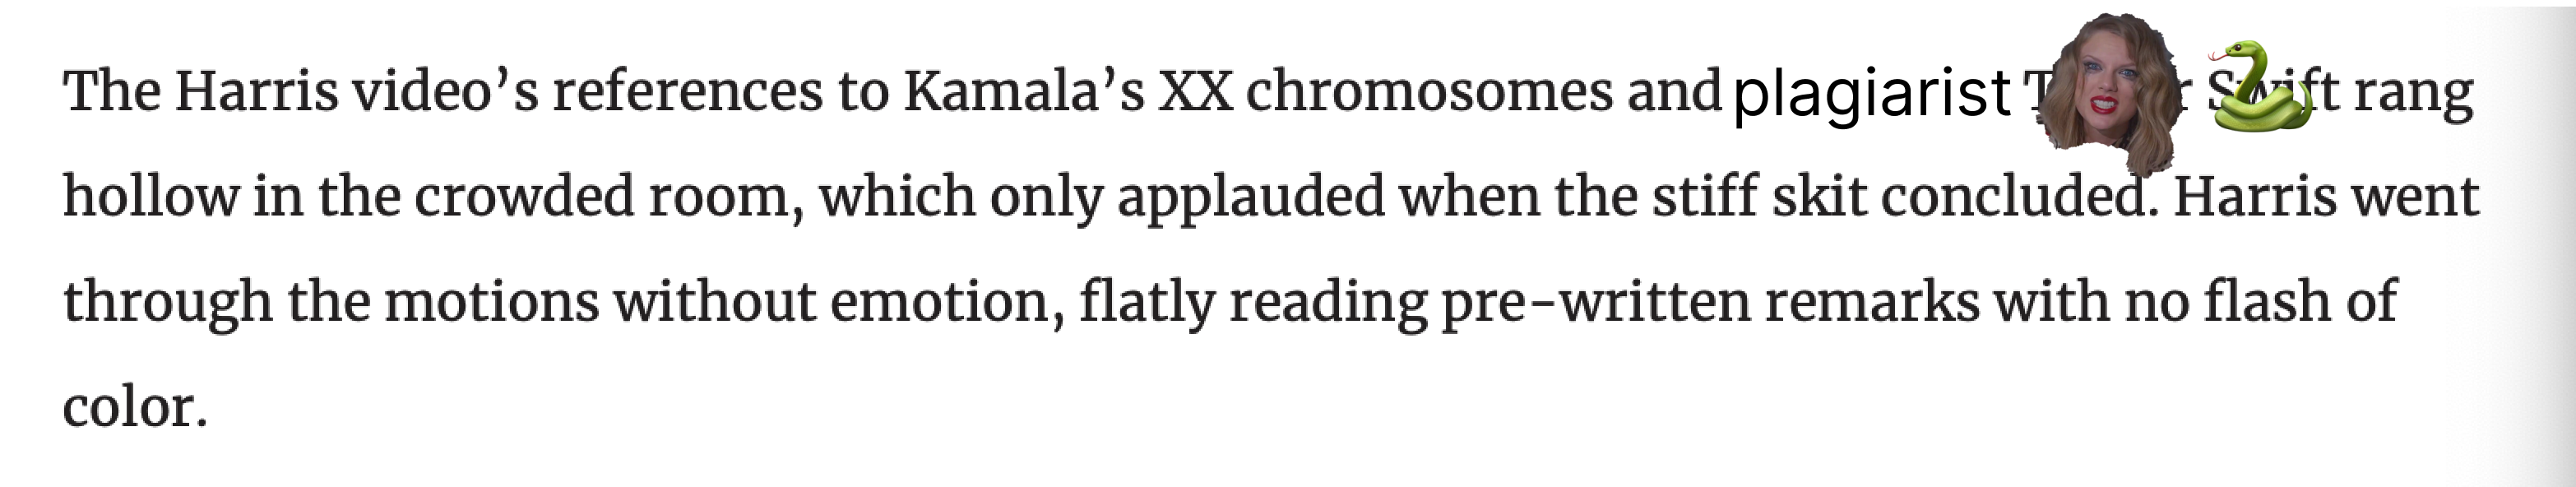 The Harris video’s references to Kamala’s XX chromosomes and plagiarist Swift rang
hollow in the crowded room, which only applauded when the stiff skit concluded. Harris went
through the motions without emotion, flatly reading pre-written remarks with no flash of
color.